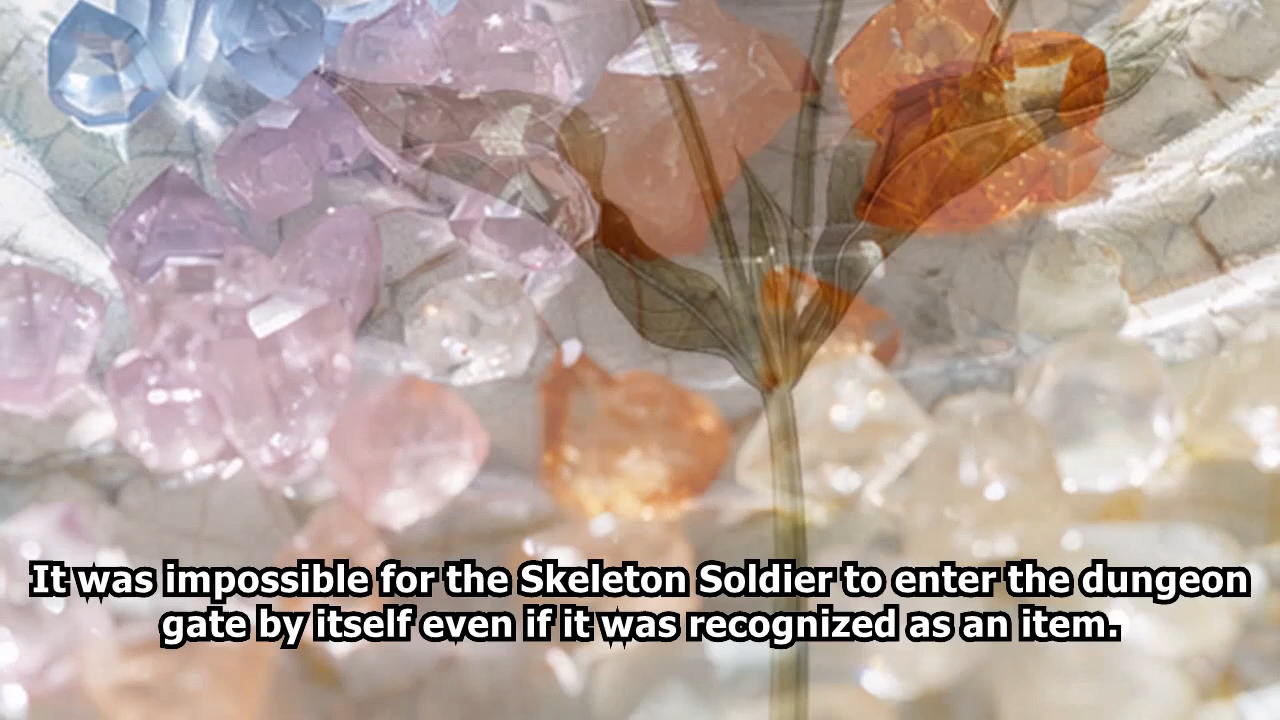 It was impossible for the Skeleton Soldier to enter the dungeon
gate by itself even if it was recognized as an item.